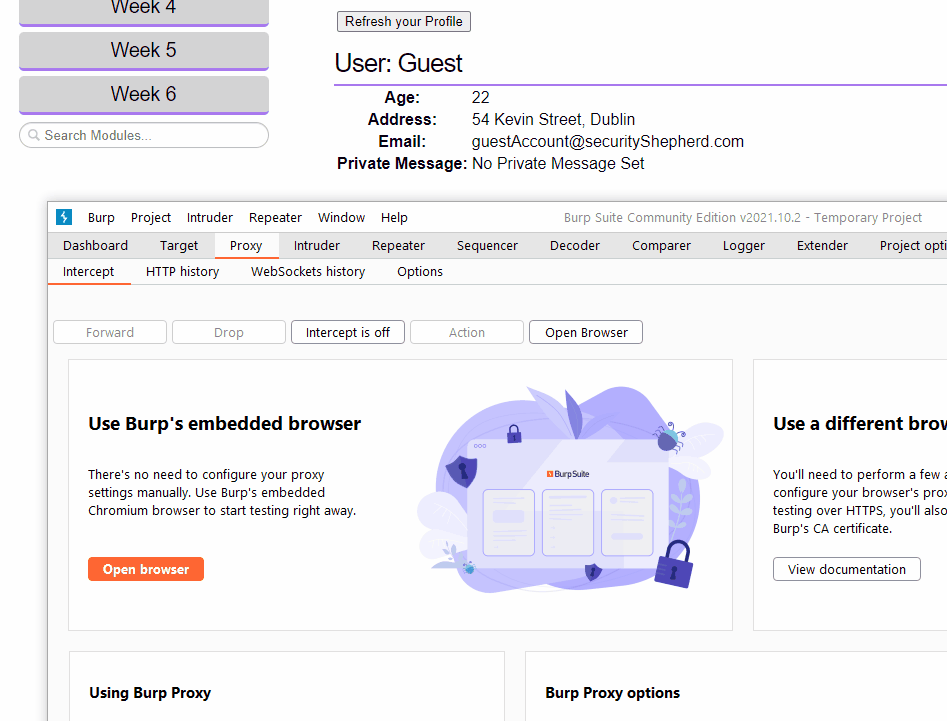 Week 4
Week 5
Week 6
Search Modules...
Refresh your Profile
User: Guest
Age: 22
Address: 54 Kevin Street, Dublin
Email: guestAccount@securityShepherd.com
Private Message: No Private Message Set
Burp Project Intruder Repeater Window Help Burp Suite Community Edition v2021.10.2 - Temporary Project
Dashboard Target Proxy Intruder Repeater Sequencer Decoder Comparer Logger Extender Project opti
Intercept HTTP history WebSockets history Options
Forward Drop Intercept is off Action Open Browser
Use Burp's embedded browser
There's no need to configure your proxy
settings manually. Use Burp's embedded
Chromium browser to start testing right away.
Open browser
BurpSuite
Use a different brow
You'll need to perform a few a
configure your browser's prox
testing over HTTPS, you'll also
Burp's CA certificate.
View documentation
Using Burp Proxy
Burp Proxy options